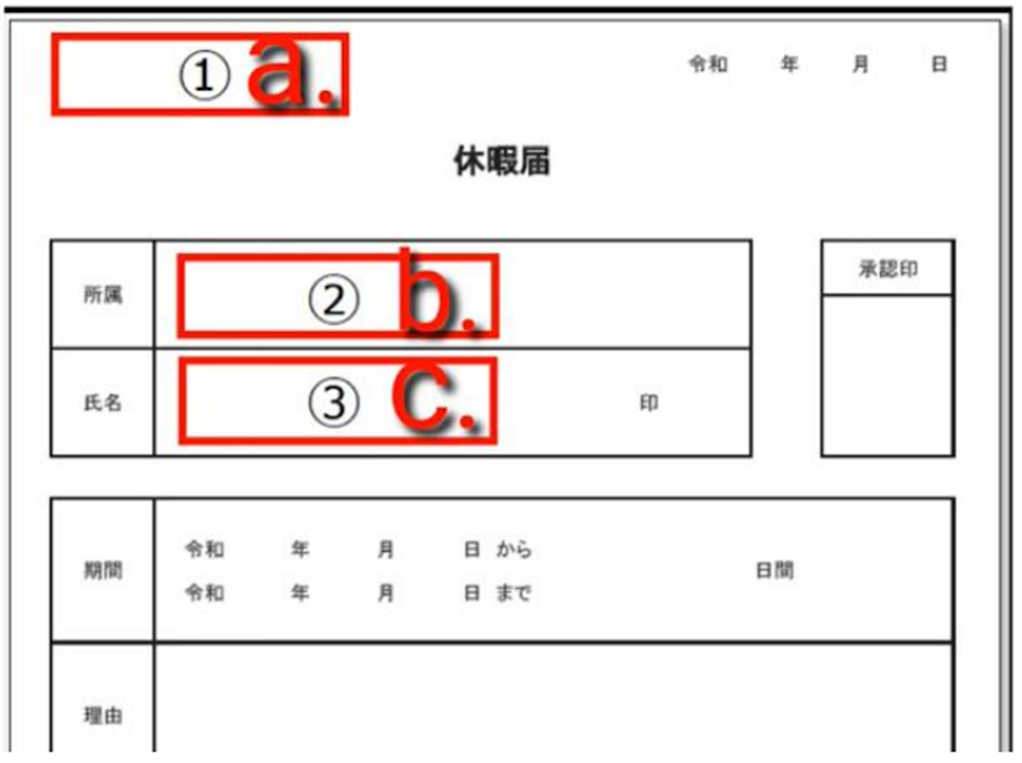 ① a.
令和 年 月 日
休暇届
所属 ② b.
承認印
氏名 ③ c. 印
期間
令和 年 月 日 から
令和 年 月 日 まで
日間
理由